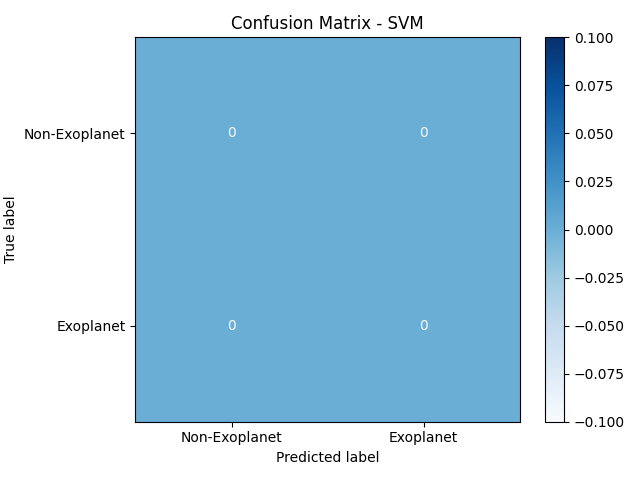 Confusion Matrix - SVM
Non-Exoplanet
Exoplanet
True label
0 0
0 0
Non-Exoplanet Exoplanet
Predicted label
0.100
0.075
0.050
0.025
0.000
−0.025
−0.050
−0.075
−0.100